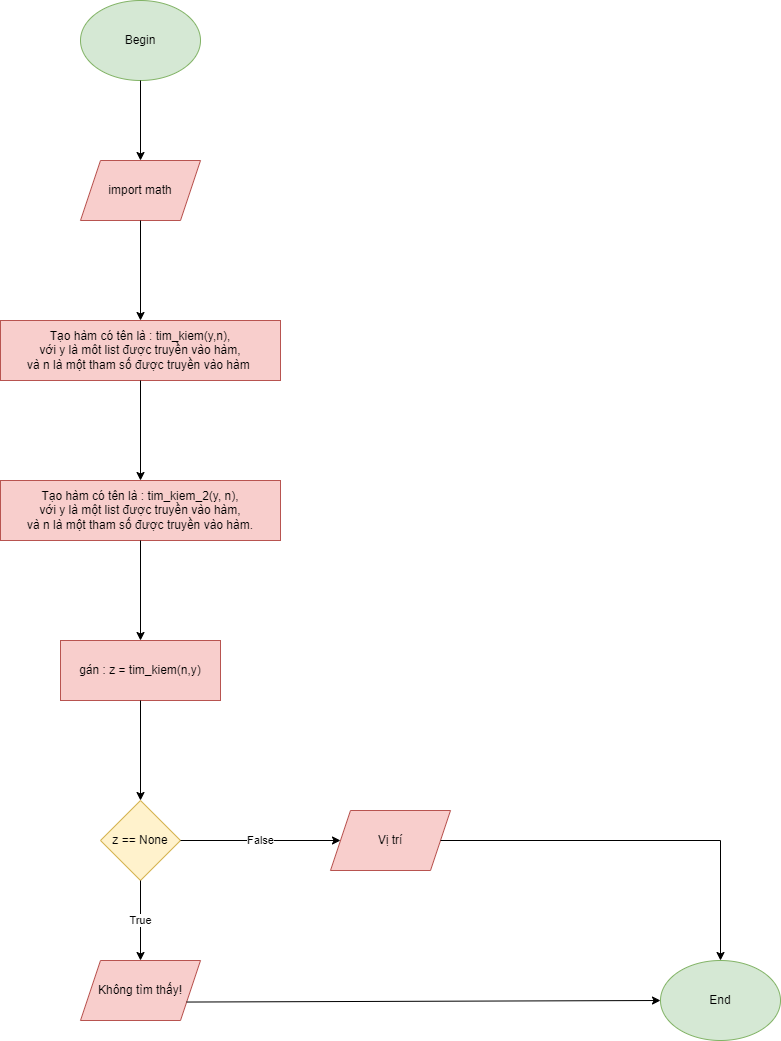 Begin
import math
Tạo hàm có tên là : tim_kiem(y,n),
với y là môt list được truyền vào hàm,
và n là một tham số được truyền vào hàm
Tạo hàm có tên là : tim_kiem_2(y, n),
với y là một list được truyền vào hàm,
và n là một tham số được truyền vào hàm.
gán : z = tim_kiem(n,y)
z == None
False
Vị trí
True
Không tìm thấy!
End